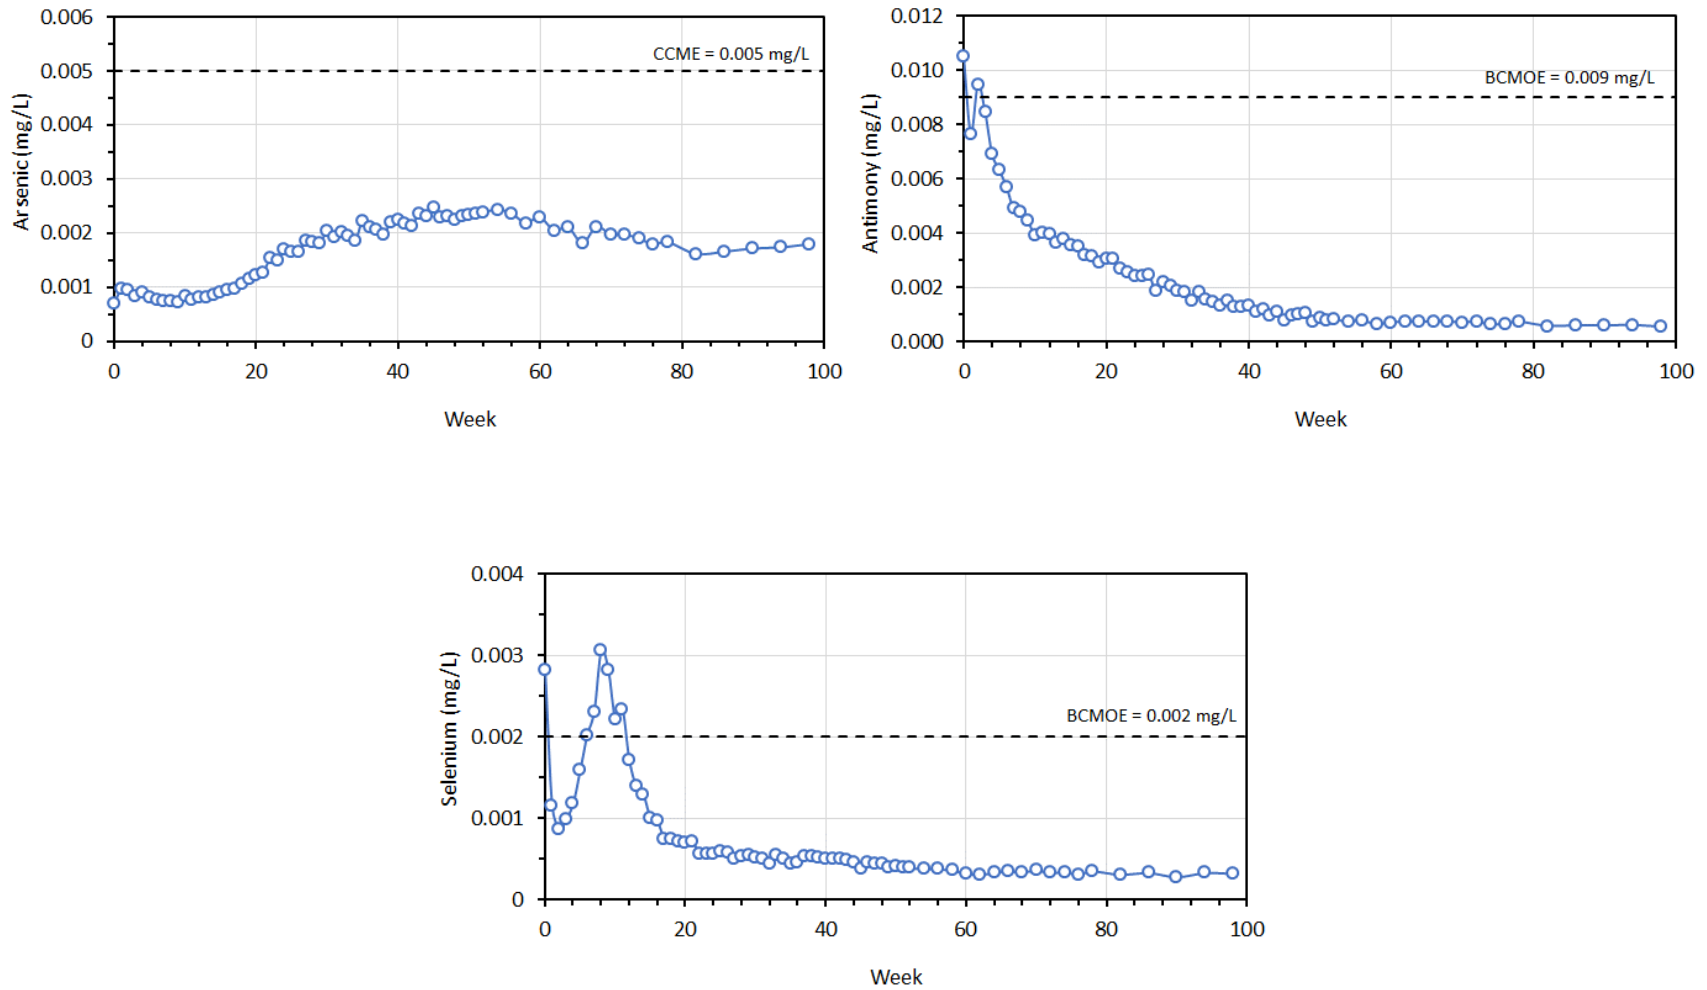 0.006
0.005
0.004
0.003
0.002
0.001
0
Arsenic (mg/L)
CCME = 0.005 mg/L
0 20 40 60 80 100
Week
0.012
0.010
0.008
0.006
0.004
0.002
0.000
Antimony (mg/L)
BCMOE = 0.009 mg/L
0 20 40 60 80 100
Week
0.004
0.003
0.002
0.001
0
Selenium (mg/L)
BCMOE = 0.002 mg/L
0 20 40 60 80 100
Week